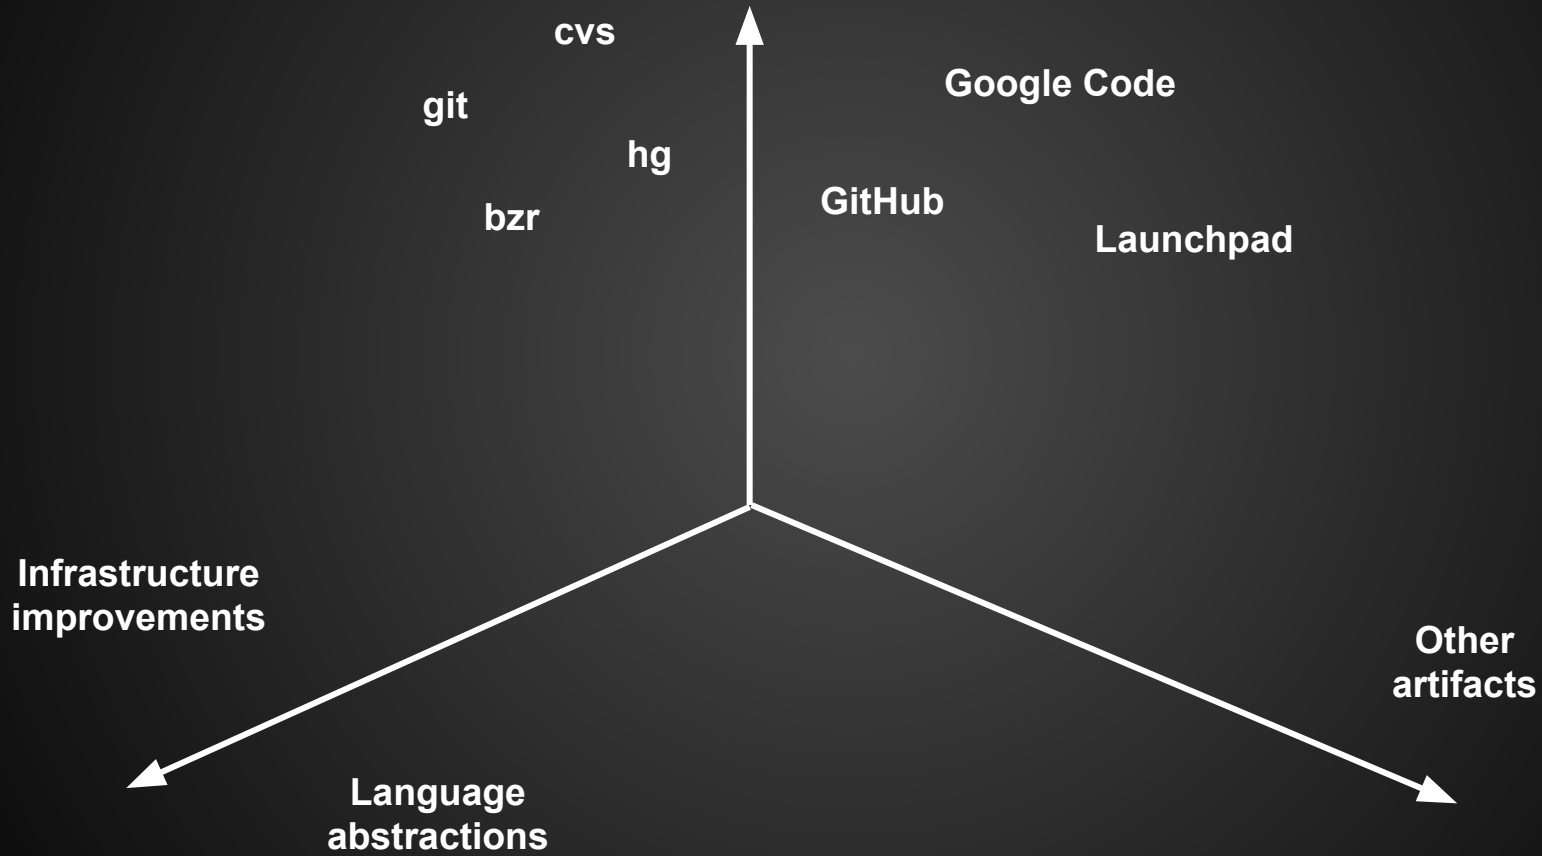 cvs
Google Code
git
hg
GitHub
bzr
Launchpad
Infrastructure
improvements
Other
artifacts
Language
abstractions